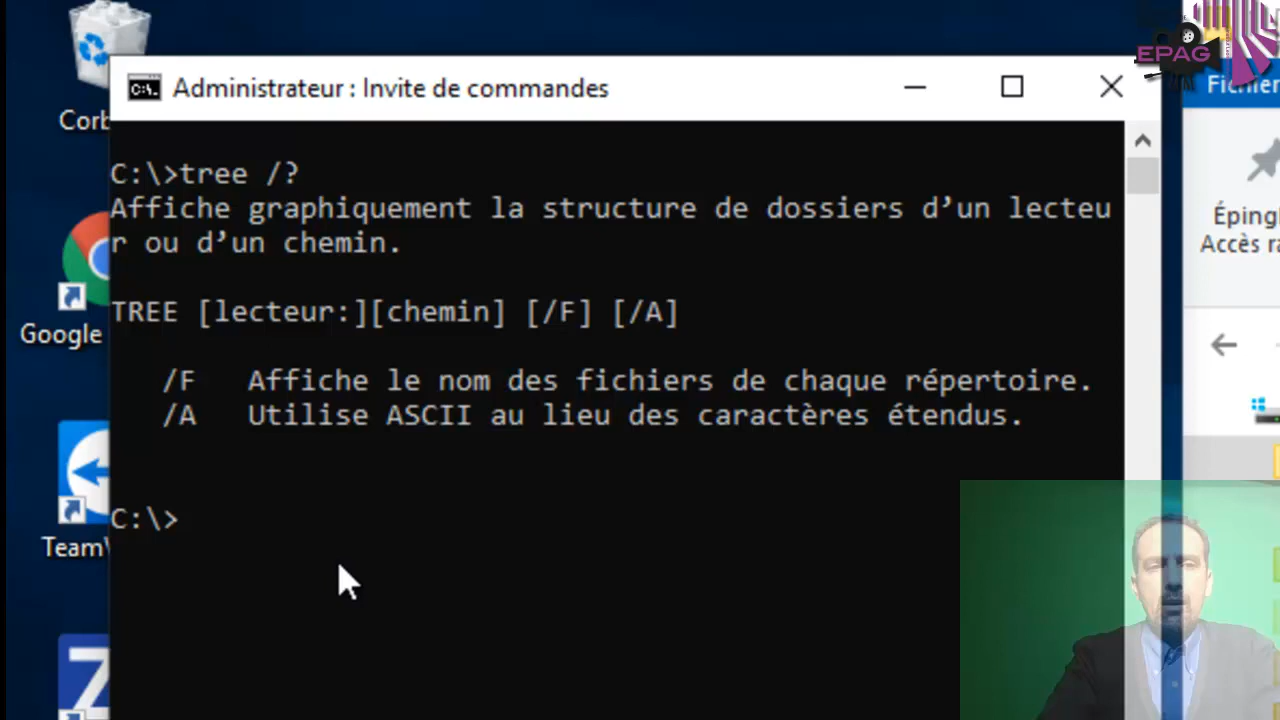 EPAG
Administrateur : Invite de commandes
Fichier
Corb
C:\>tree /?
Affiche graphiquement la structure de dossiers d’un lecteu
r ou d’un chemin.
TREE [lecteur:][chemin] [/F] [/A]
/F Affiche le nom des fichiers de chaque répertoire.
/A Utilise ASCII au lieu des caractères étendus.
C:\>
Google
TeamV
Z
Épingl
Accès ra